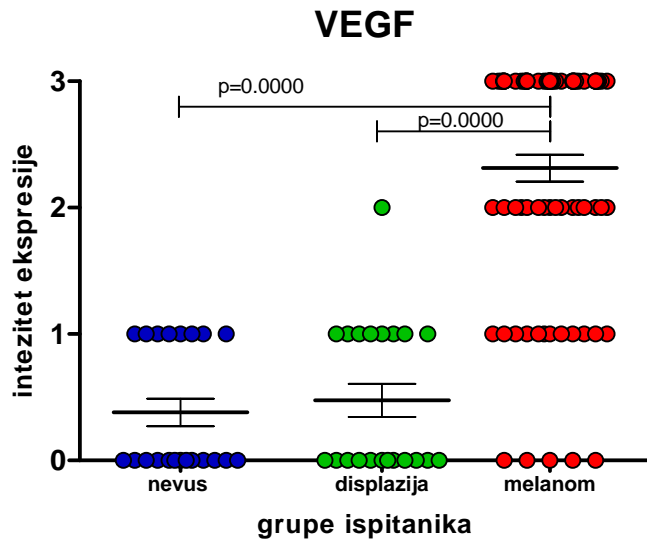 VEGF
3
p=0.0000
p=0.0000
2
1
0
intezitet ekspresije
nevus
displazija
melanom
grupe ispitanika